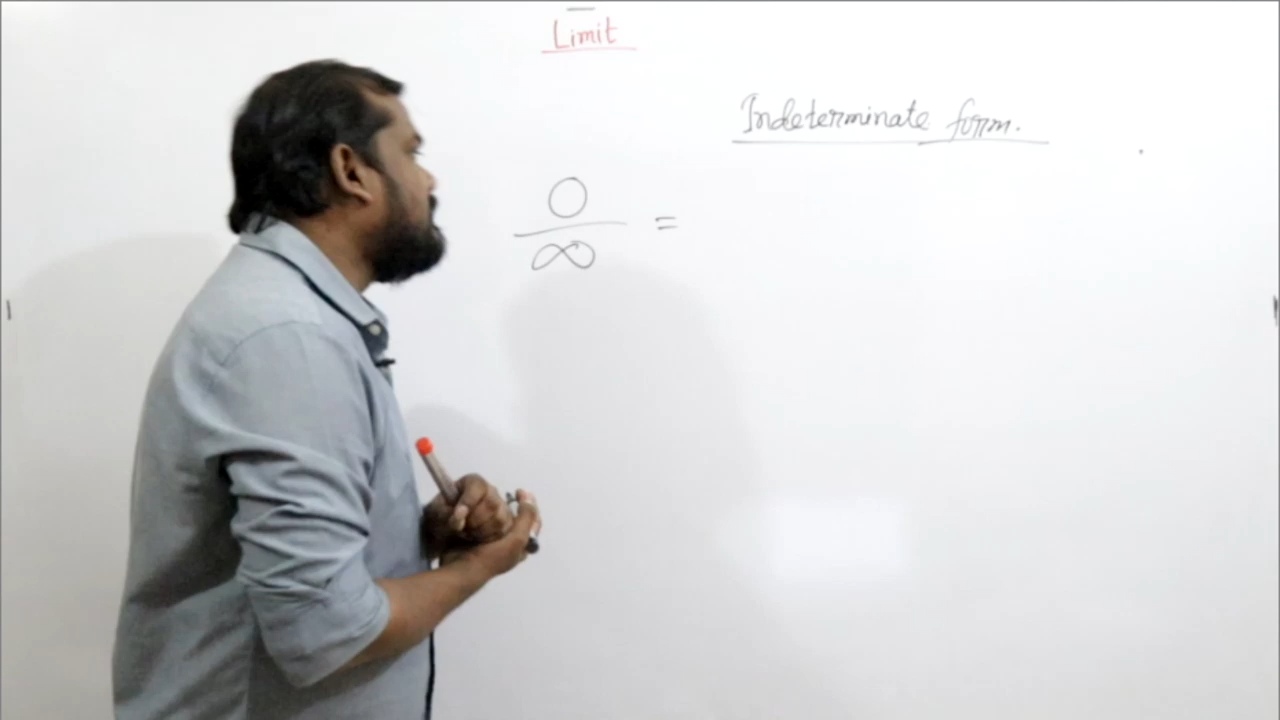 Limit
Indeterminate form.
0
∞
=